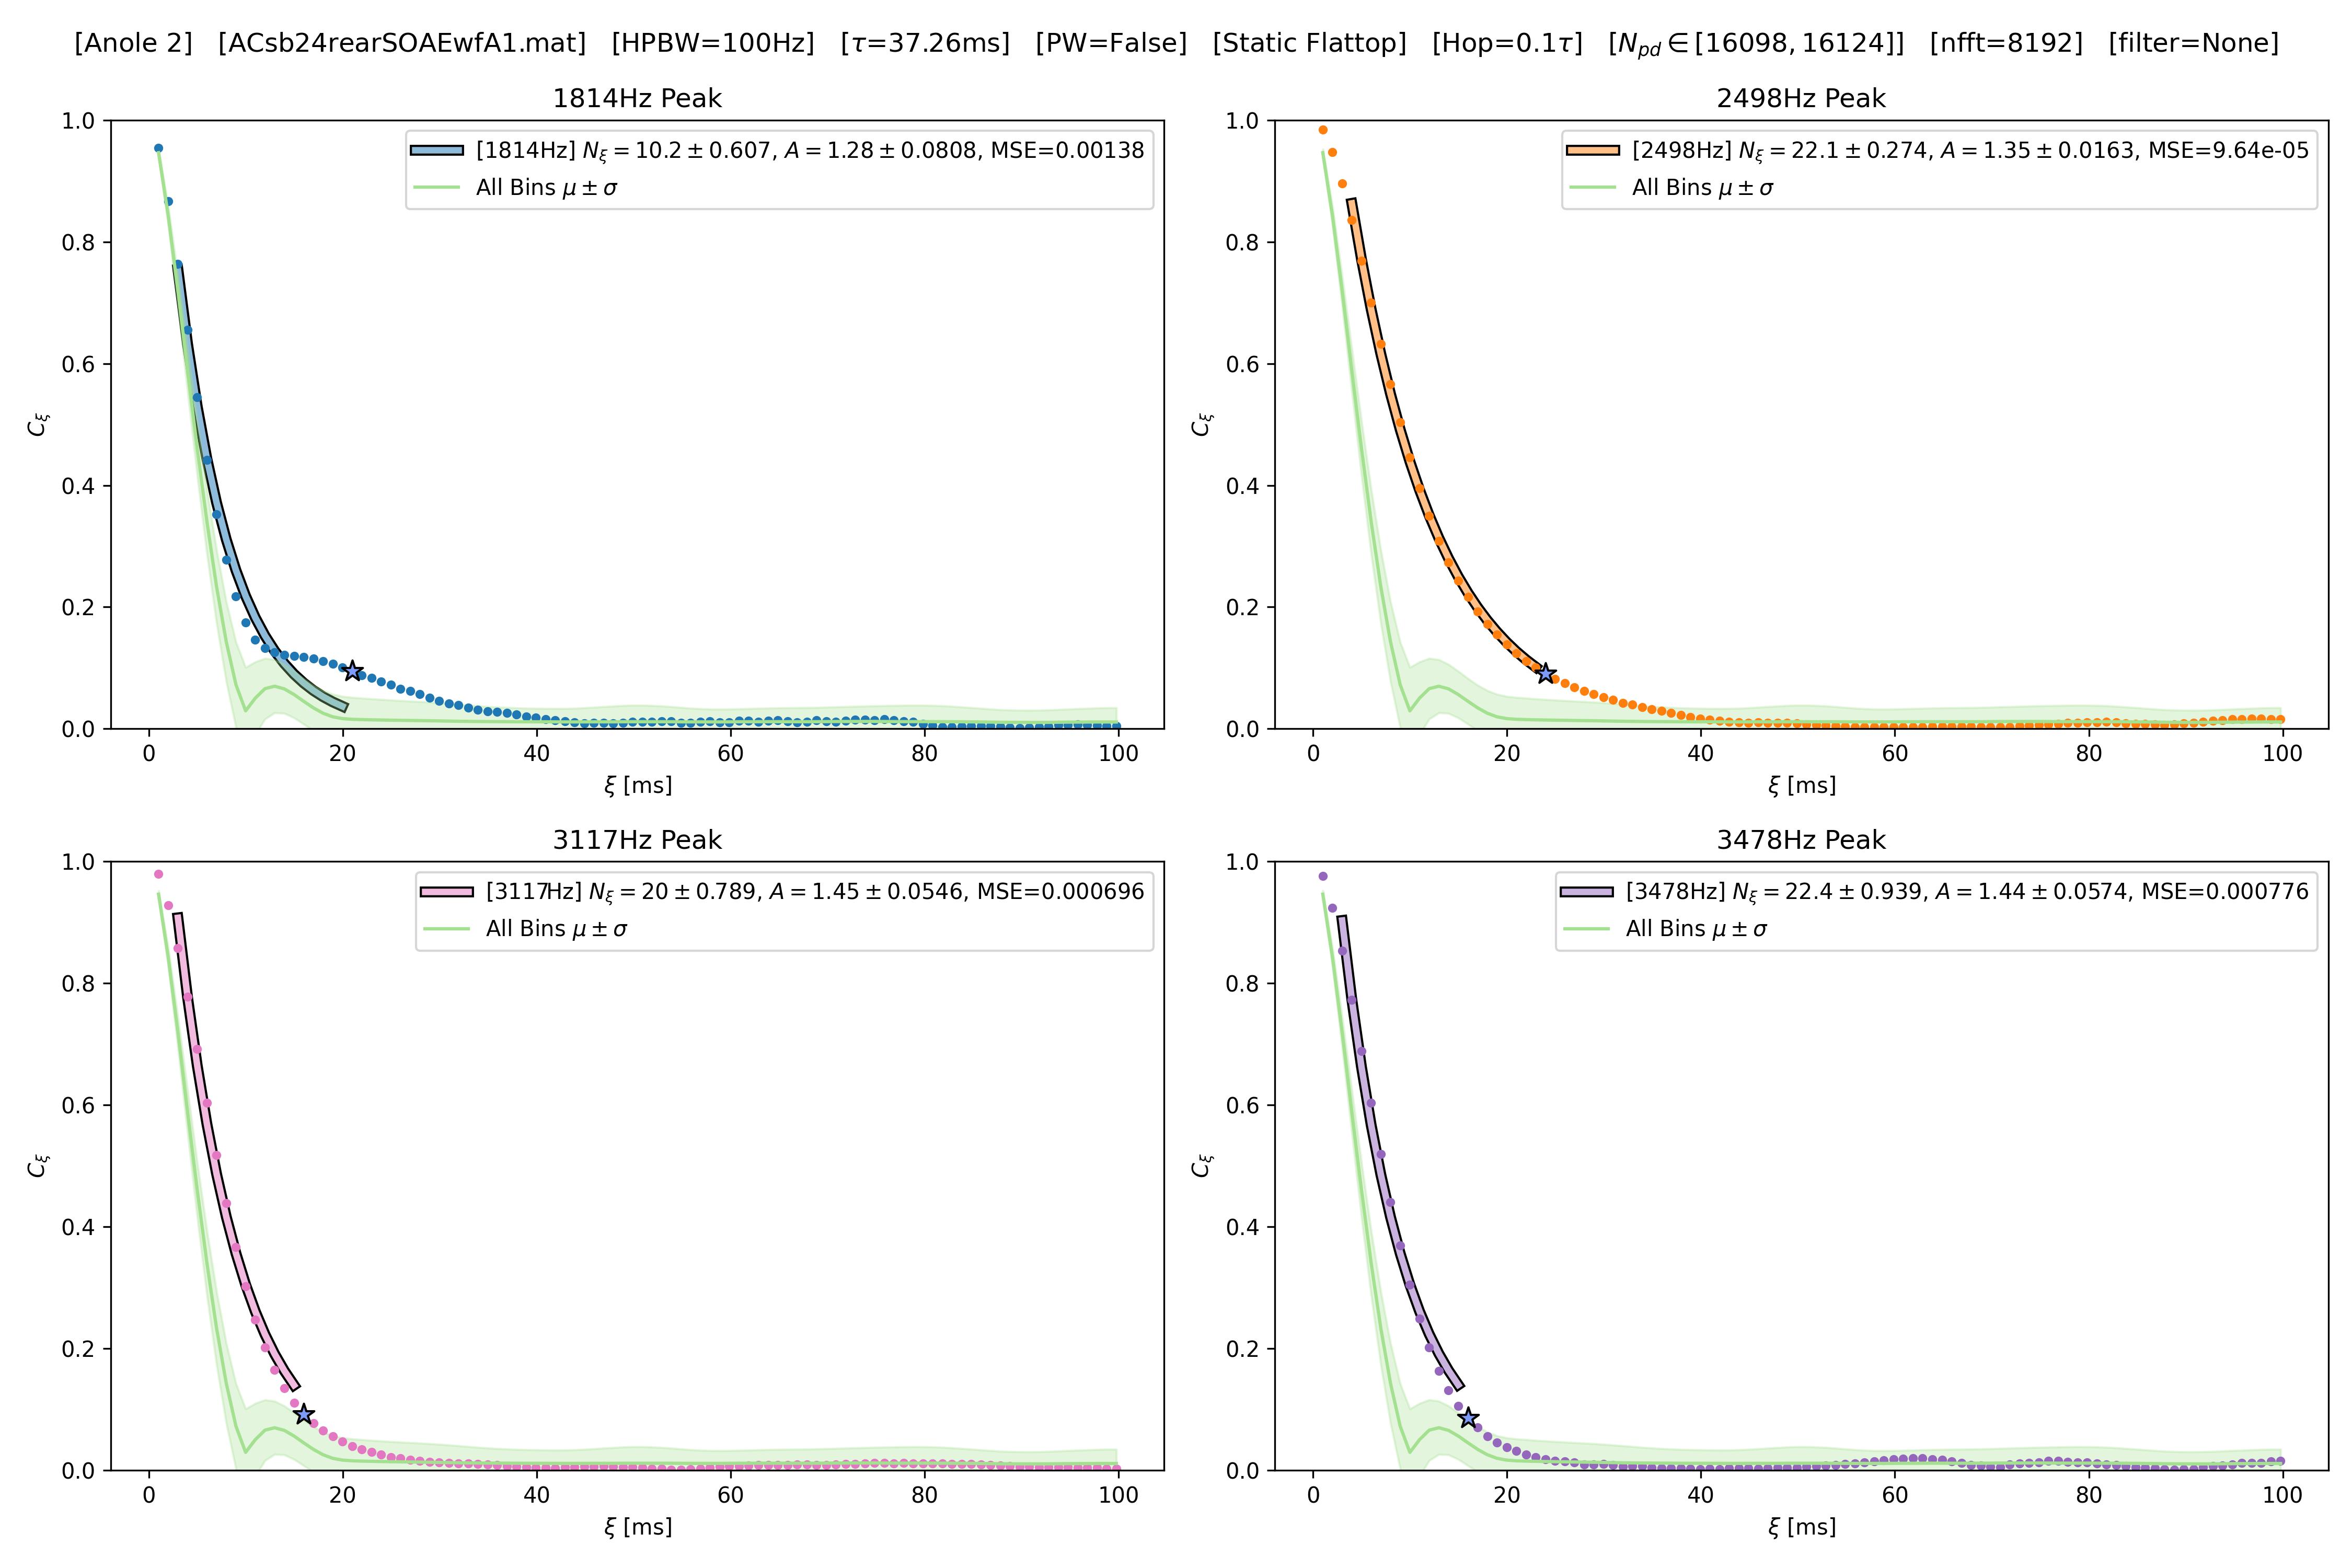 [Anole 2] [ACsb24rearSOAEwfA1.mat] [HPBW=100Hz] [τ=37.26ms] [PW=False] [Static Flattop] [Hop=0.1τ] [N_pd ∈ [16098, 16124]] [nfft=8192] [filter=None]
1814Hz Peak
1.0
0.8
0.6
0.4
0.2
0.0
C_ξ
[1814Hz] N_ξ = 10.2 ± 0.607, A = 1.28 ± 0.0808, MSE=0.00138
All Bins μ ± σ
0 20 40 60 80 100
ξ [ms]
2498Hz Peak
1.0
0.8
0.6
0.4
0.2
0.0
C_ξ
[2498Hz] N_ξ = 22.1 ± 0.274, A = 1.35 ± 0.0163, MSE=9.64e-05
All Bins μ ± σ
0 20 40 60 80 100
ξ [ms]
3117Hz Peak
1.0
0.8
0.6
0.4
0.2
0.0
C_ξ
[3117Hz] N_ξ = 20 ± 0.789, A = 1.45 ± 0.0546, MSE=0.000696
All Bins μ ± σ
0 20 40 60 80 100
ξ [ms]
3478Hz Peak
1.0
0.8
0.6
0.4
0.2
0.0
C_ξ
[3478Hz] N_ξ = 22.4 ± 0.939, A = 1.44 ± 0.0574, MSE=0.000776
All Bins μ ± σ
0 20 40 60 80 100
ξ [ms]